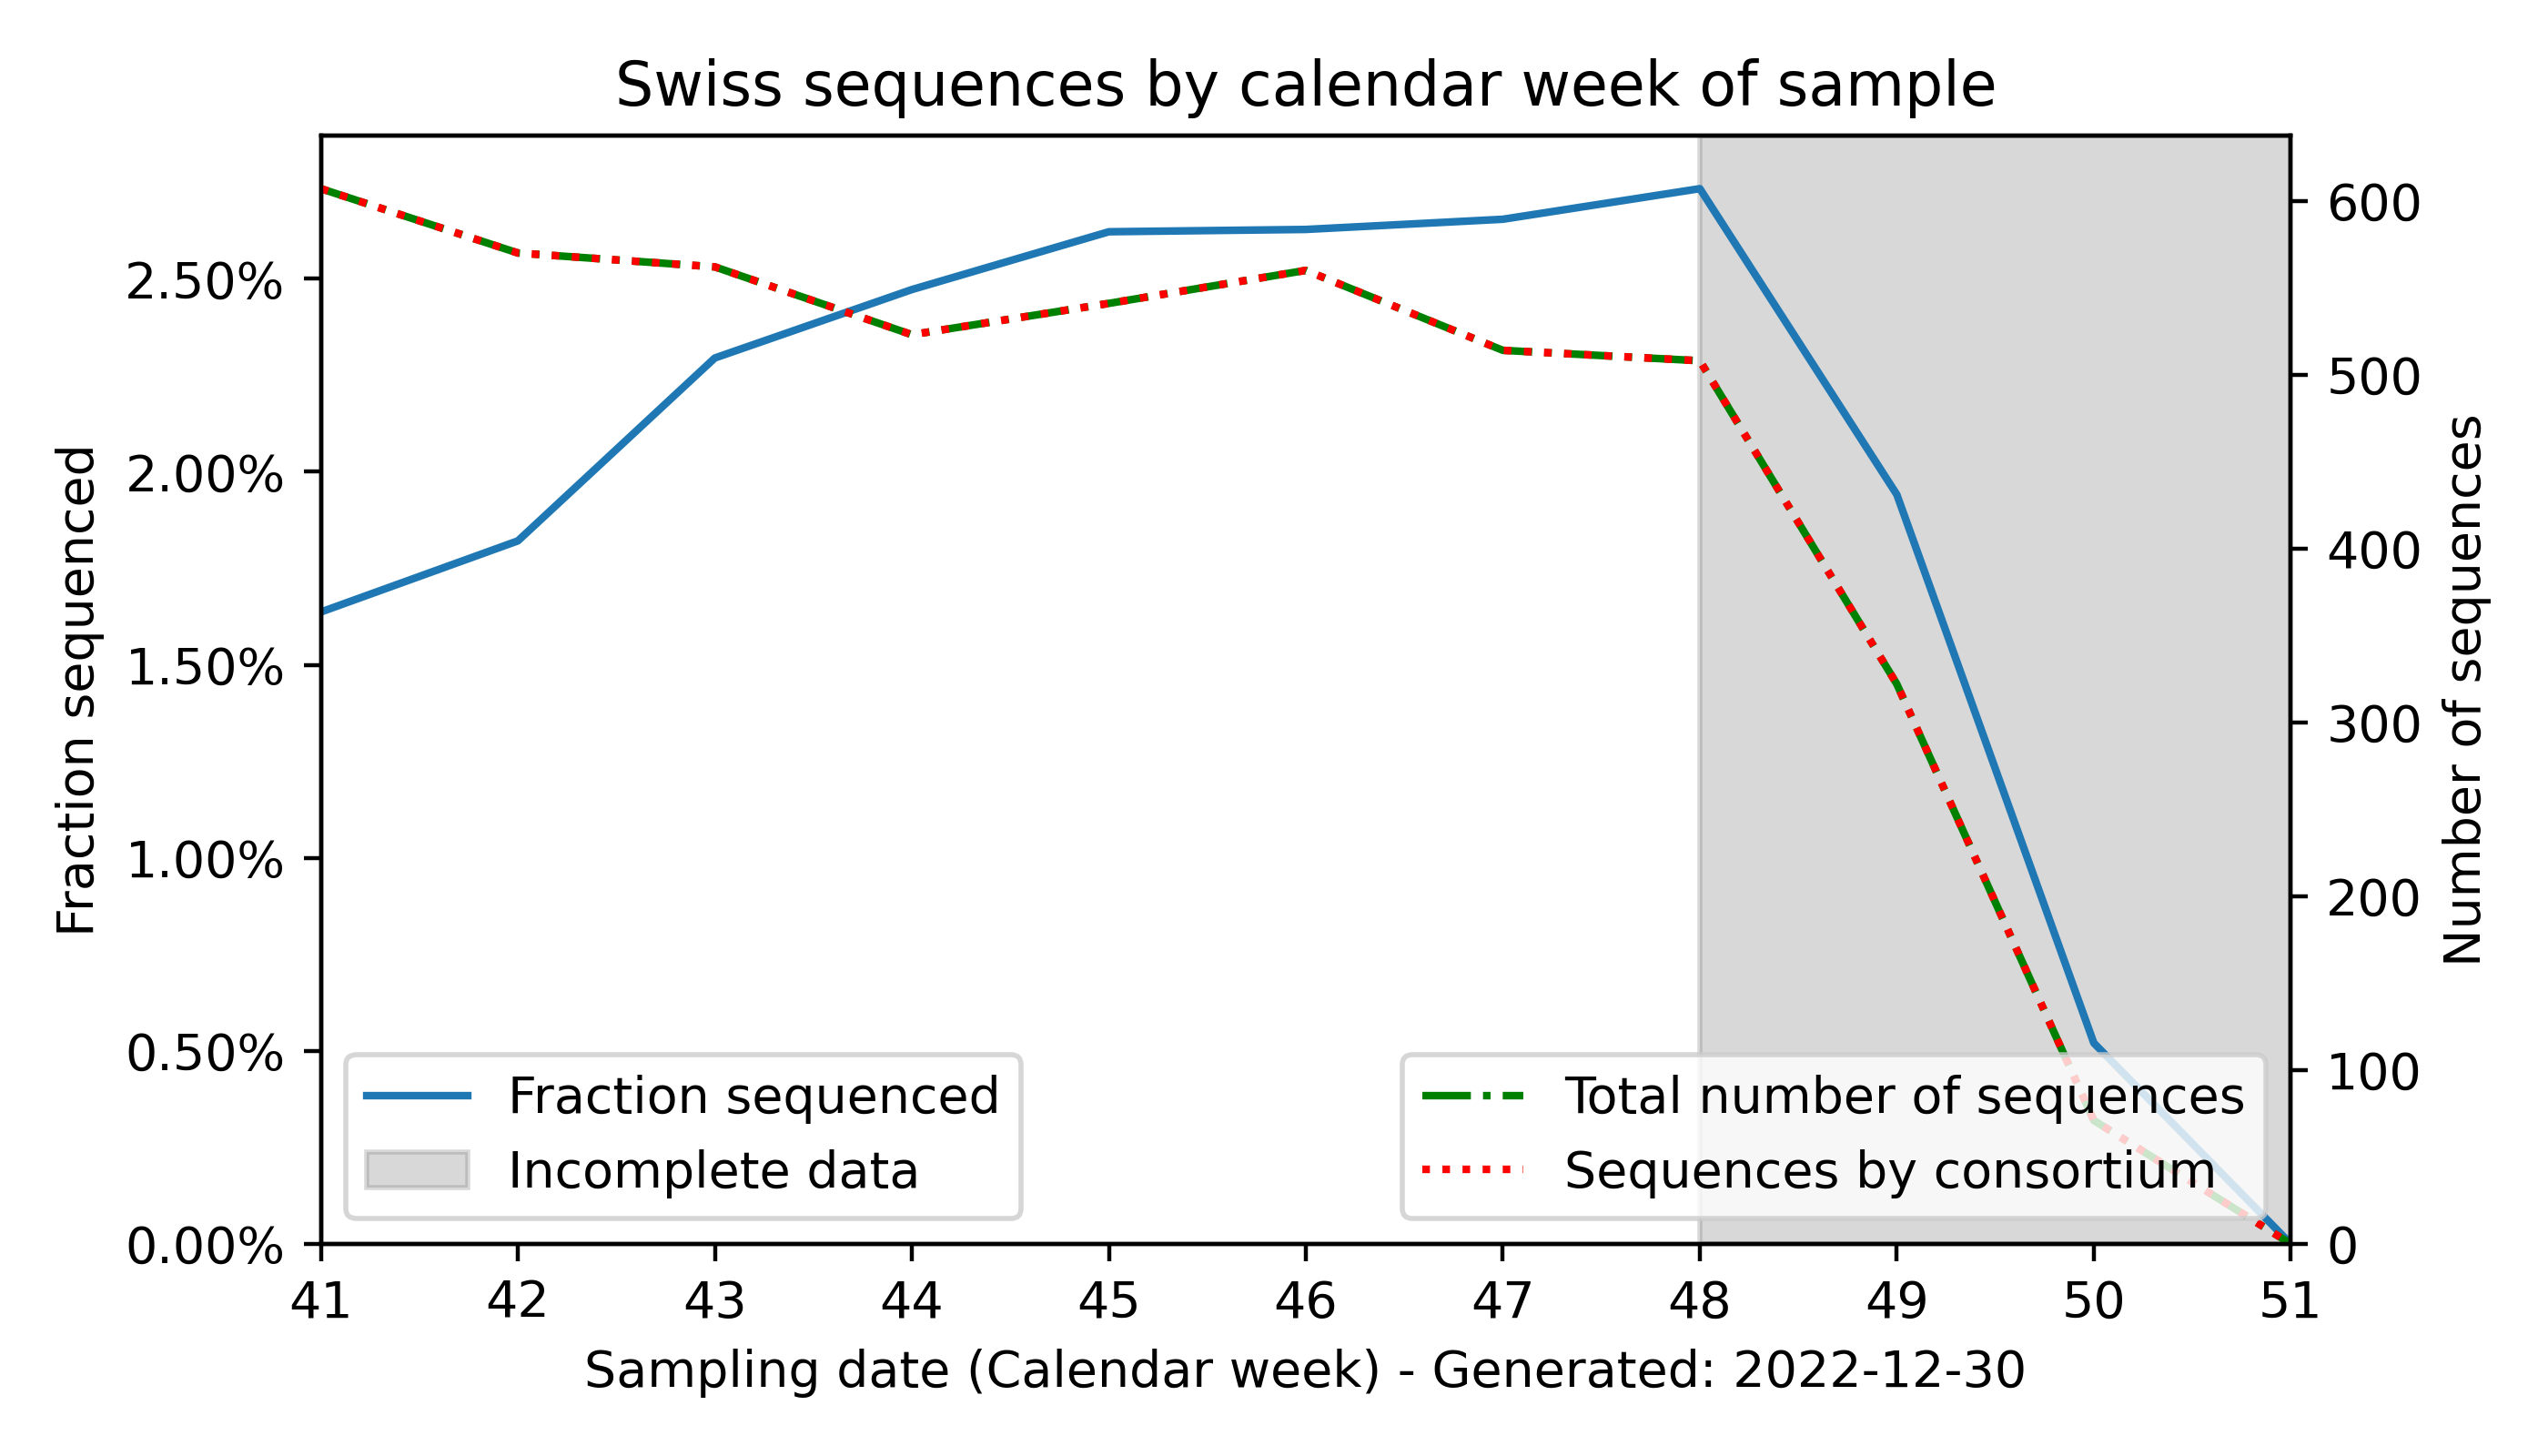 Swiss sequences by calendar week of sample
Fraction sequenced
2.50%
2.00%
1.50%
1.00%
0.50%
0.00%
600
500
400
300
200
100
0
Number of sequences
Fraction sequenced
Incomplete data
Total number of sequences
Sequences by consortium
41 42 43 44 45 46 47 48 49 50 51
Sampling date (Calendar week) - Generated: 2022-12-30